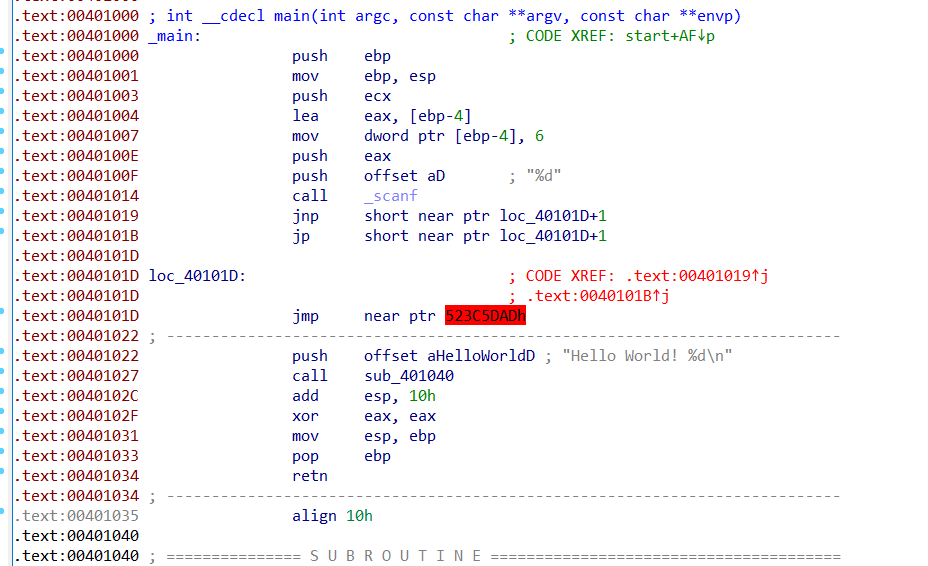 .text:00401000 ; int __cdecl main(int argc, const char **argv, const char **envp)
.text:00401000 _main: ; CODE XREF: start+AF↓p
.text:00401000 push ebp
.text:00401001 mov ebp, esp
.text:00401003 push ecx
.text:00401004 lea eax, [ebp-4]
.text:00401007 mov dword ptr [ebp-4], 6
.text:0040100E push eax
.text:0040100F push offset aD ; "%d"
.text:00401014 call _scanf
.text:00401019 jnp short near ptr loc_40101D+1
.text:0040101B jp short near ptr loc_40101D+1
.text:0040101D
.text:0040101D loc_40101D: ; CODE XREF: .text:00401019↑j
.text:0040101D ; .text:0040101B↑j
.text:0040101D jmp near ptr 523C5DADh
.text:00401022 ; ---------------------------------------------------------------------------
.text:00401022 push offset aHelloWorldD ; "Hello World! %d\n"
.text:00401027 call sub_401040
.text:0040102C add esp, 10h
.text:0040102F xor eax, eax
.text:00401031 mov esp, ebp
.text:00401033 pop ebp
.text:00401034 retn
.text:00401034 ; ---------------------------------------------------------------------------
.text:00401035 align 10h
.text:00401040
.text:00401040 ; =============== S U B R O U T I N E =======================================